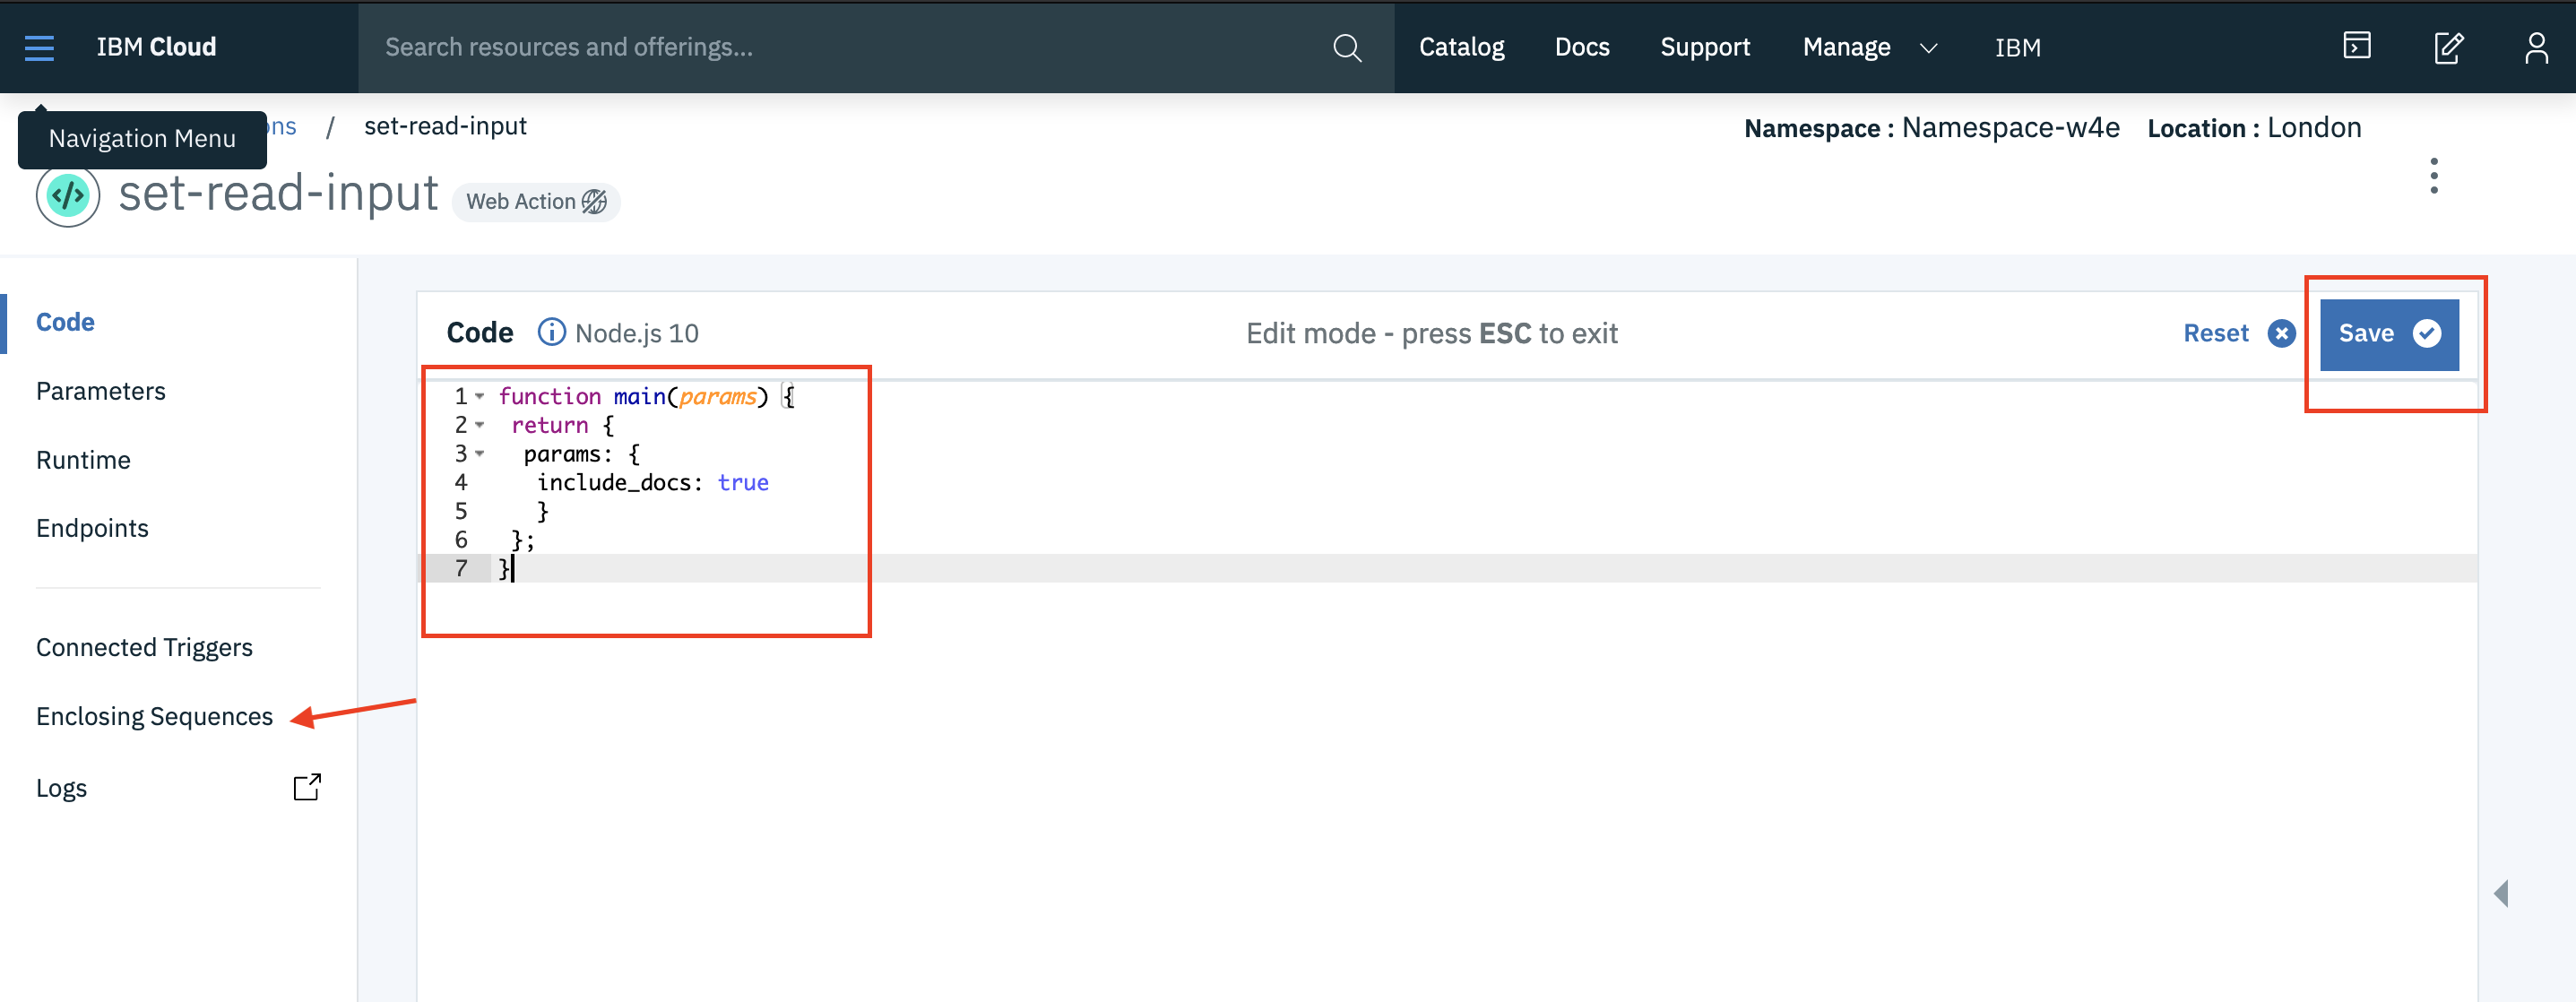 IBM Cloud
Search resources and offerings...
Catalog
Docs
Support
Manage
IBM
Navigation Menu
ons / set-read-input
Namespace : Namespace-w4e Location : London
</> set-read-input Web Action
Code
Parameters
Runtime
Endpoints
Connected Triggers
Enclosing Sequences
Logs
Code Node.js 10
Edit mode - press ESC to exit
Reset
Save
1 function main(params) {
2 return {
3 params: {
4 include_docs: true
5 }
6 };
7 }